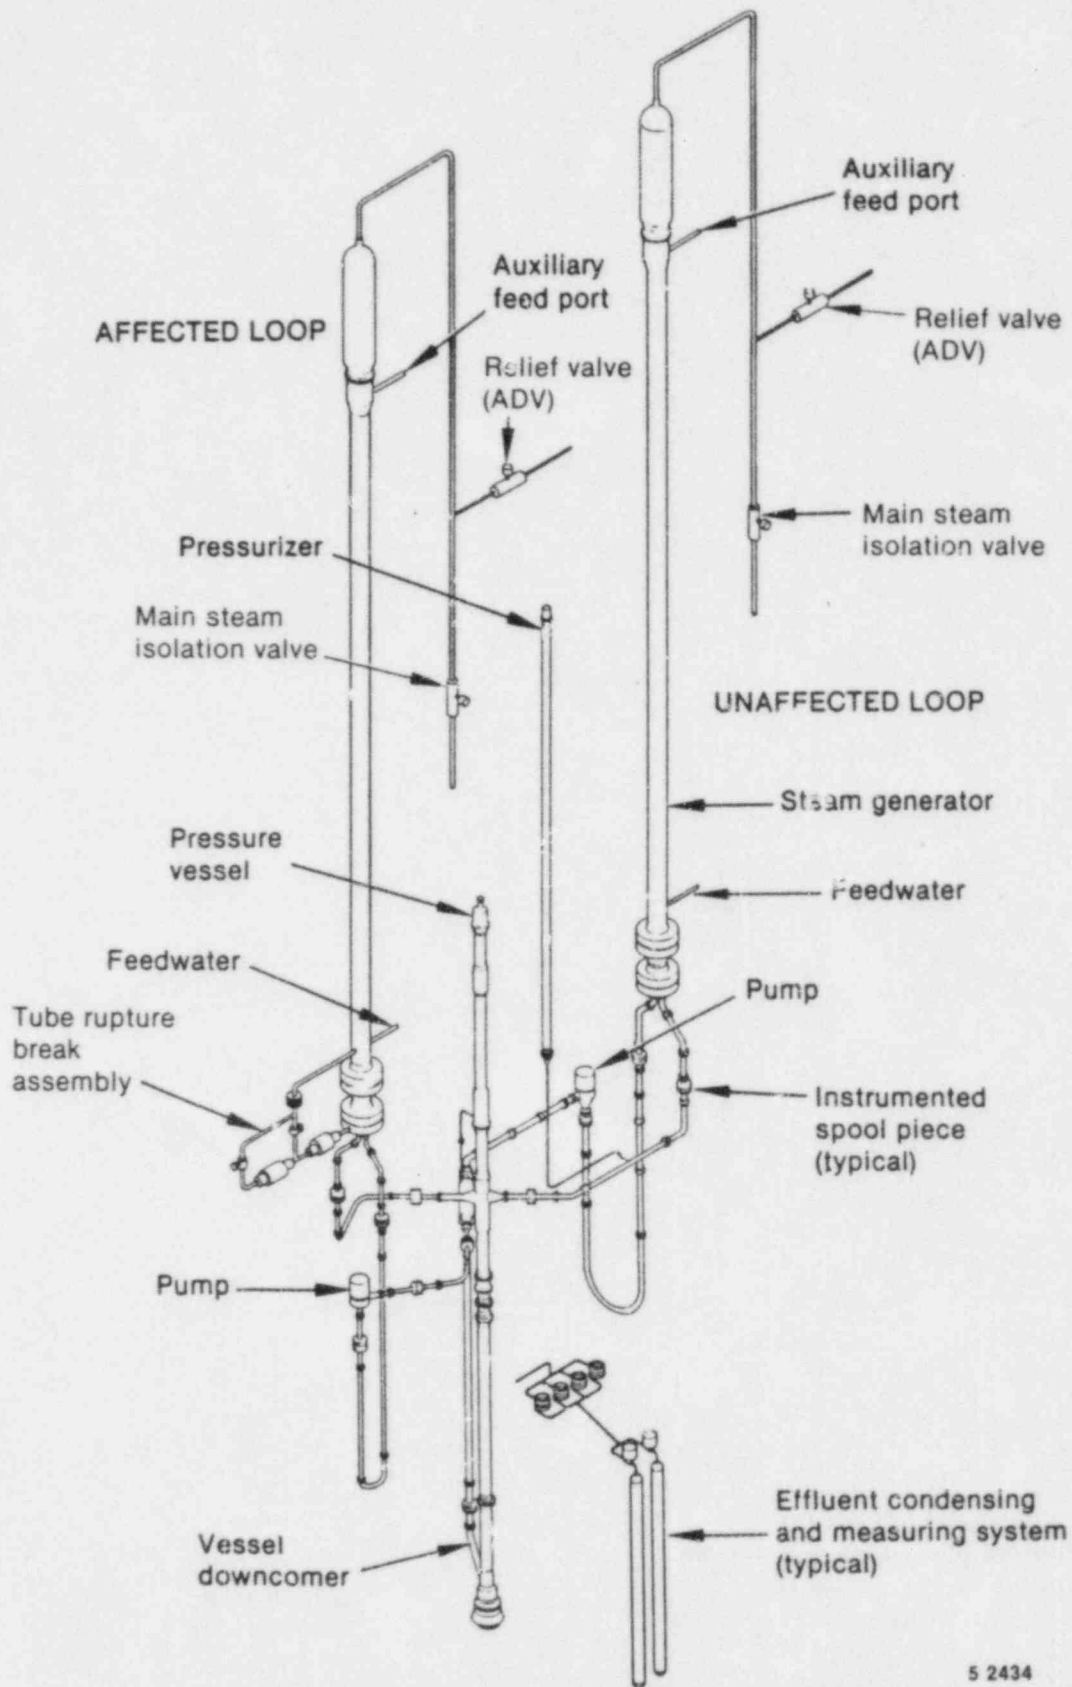 Auxiliary
feed port
Auxiliary
feed port
AFFECTED LOOP
Relief valve
(ADV)
Relief valve
(ADV)
Pressurizer
Main steam
isolation valve
Main steam
isolation valve
UNAFFECTED LOOP
Steam generator
Pressure
vessel
Feedwater
Feedwater
Pump
Tube rupture
break
assembly
Instrumented
spool piece
(typical)
Pump
Effluent condensing
and measuring system
(typical)
Vessel
downcomer
5 2434